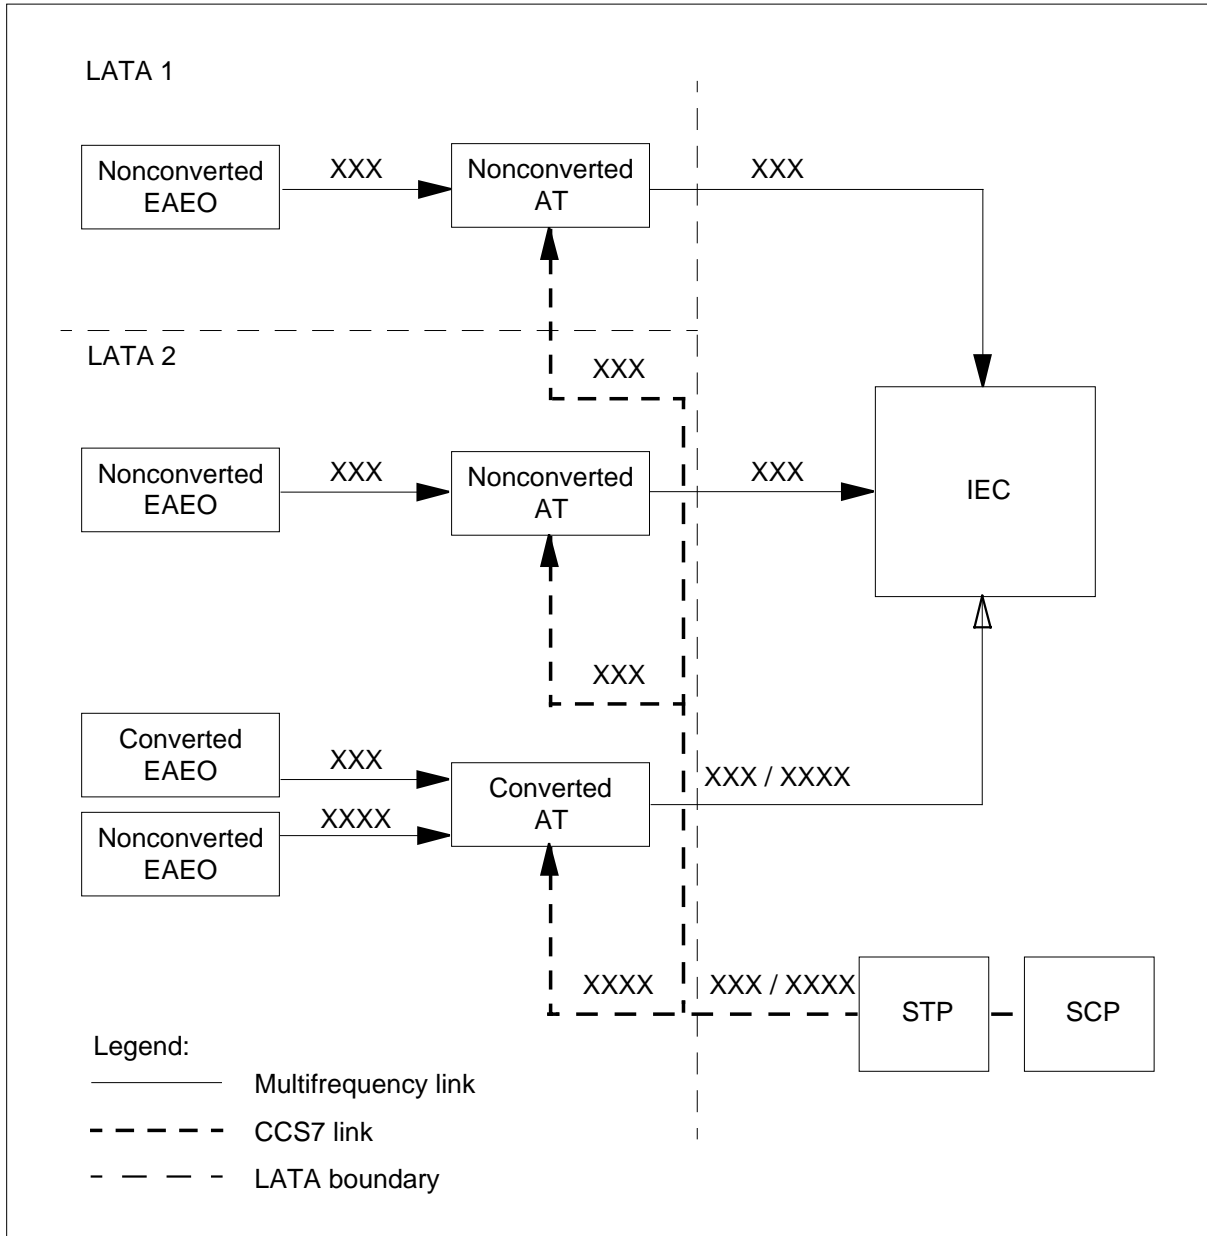 LATA 1
Nonconverted
EAEO
XXX
Nonconverted
AT
XXX
LATA 2
XXX
Nonconverted
EAEO
XXX
Nonconverted
AT
XXX
IEC
XXX
Converted
EAEO
XXX
Nonconverted
EAEO
XXXX
Converted
AT
XXX / XXXX
XXXX
XXX / XXXX
STP
SCP
Legend:
Multifrequency link
CCS7 link
LATA boundary